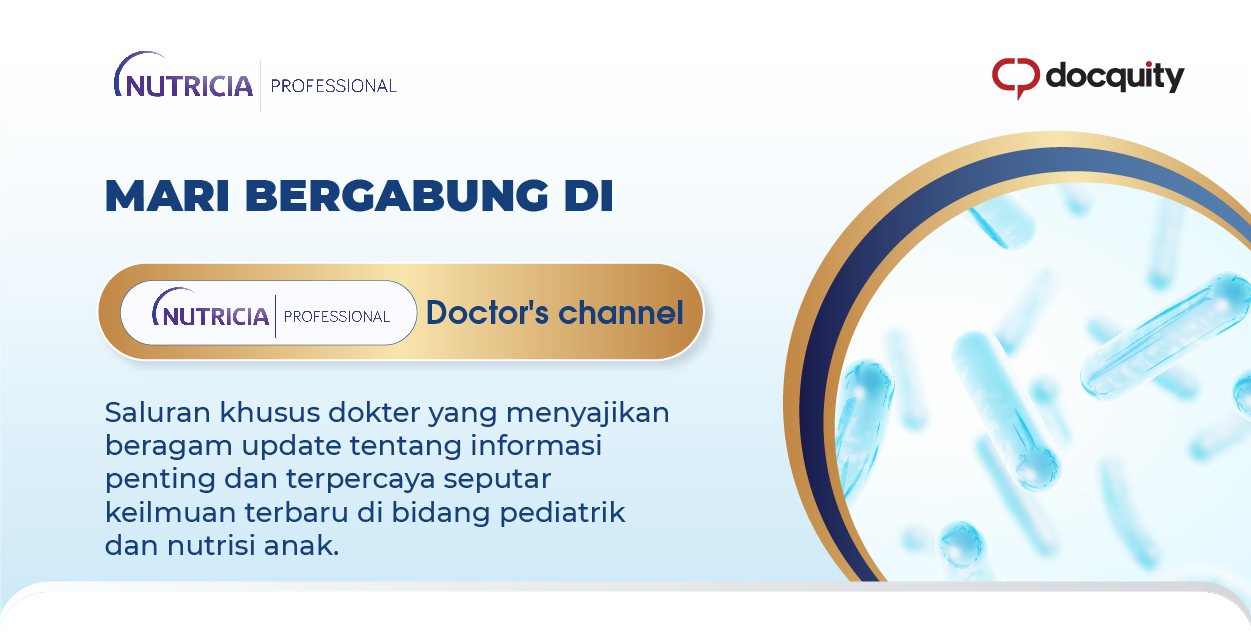 NUTRICIA PROFESSIONAL
docquity
MARI BERGABUNG DI
NUTRICIA PROFESSIONAL Doctor's channel
Saluran khusus dokter yang menyajikan
beragam update tentang informasi
penting dan terpercaya seputar
keilmuan terbaru di bidang pediatrik
dan nutrisi anak.